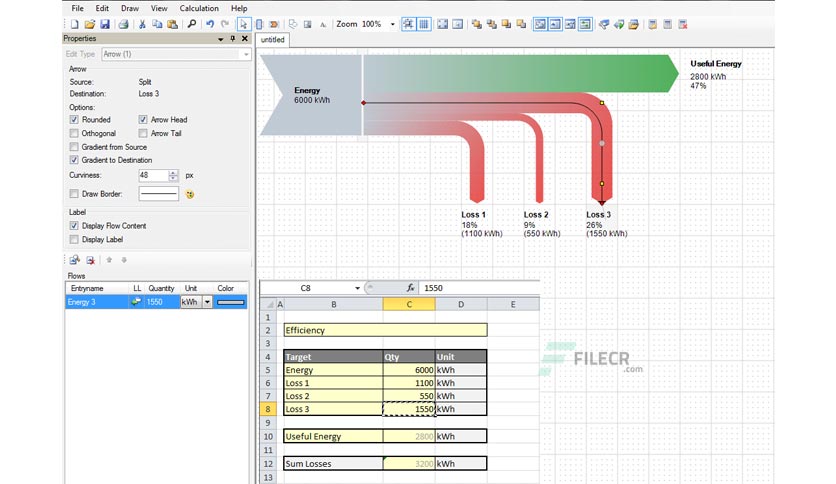 File Edit Draw View Calculation Help
Zoom 100%
Properties
untitled
Edit Type Arrow (1)
Arrow
Source: Split
Destination: Loss 3
Options:
Rounded Arrow Head
Orthogonal Arrow Tail
Gradient from Source
Gradient to Destination
Curviness: 48 px
Draw Border:
Label
Display Flow Content
Display Label
Flows
Entryname LL Quantity Unit Color
Energy 3 1550 kWh
Energy
6000 kWh
Useful Energy
2800 kWh
47%
Loss 1
18%
(1100 kWh)
Loss 2
9%
(550 kWh)
Loss 3
26%
(1550 kWh)
C8 fx 1550
A B C D E
1
2 Efficiency
3
4 Target Qty Unit
5 Energy 6000 kWh
6 Loss 1 1100 kWh
7 Loss 2 550 kWh
8 Loss 3 1550 kWh
9
10 Useful Energy 2800 kWh
11
12 Sum Losses 3200 kWh
13
FILECR
.com